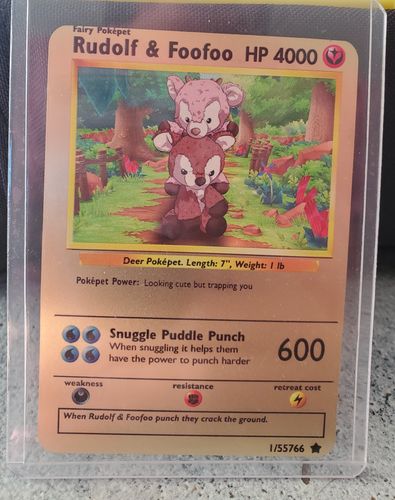 Fairy Poképet
Rudolf & Foofoo HP 4000
Deer Poképet. Length: 7", Weight: 1 lb
Poképet Power: Looking cute but trapping you
Snuggle Puddle Punch
When snuggling it helps them
have the power to punch harder
600
weakness resistance retreat cost
When Rudolf & Foofoo punch they crack the ground.
1/55766